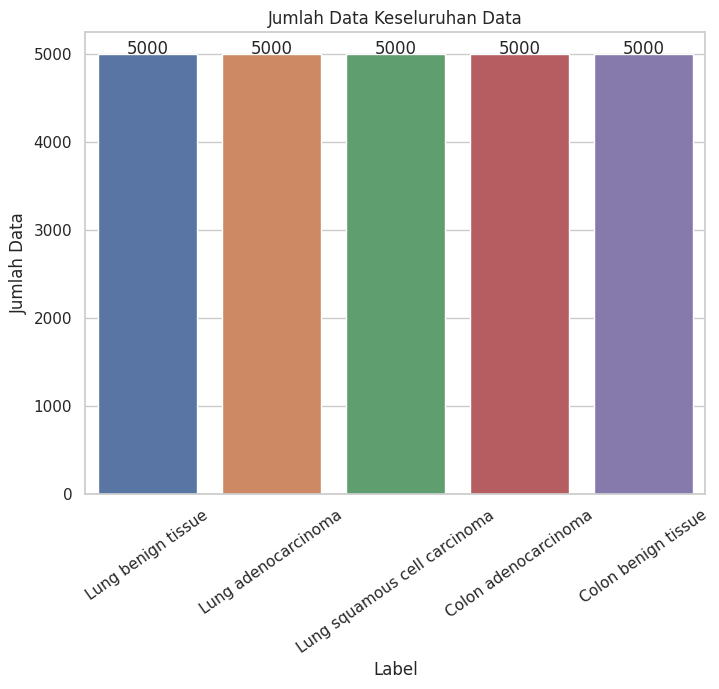 Jumlah Data Keseluruhan Data
5000 5000 5000 5000 5000
5000
4000
3000
2000
1000
0
Jumlah Data
Lung benign tissue
Lung adenocarcinoma
Lung squamous cell carcinoma
Colon adenocarcinoma
Colon benign tissue
Label